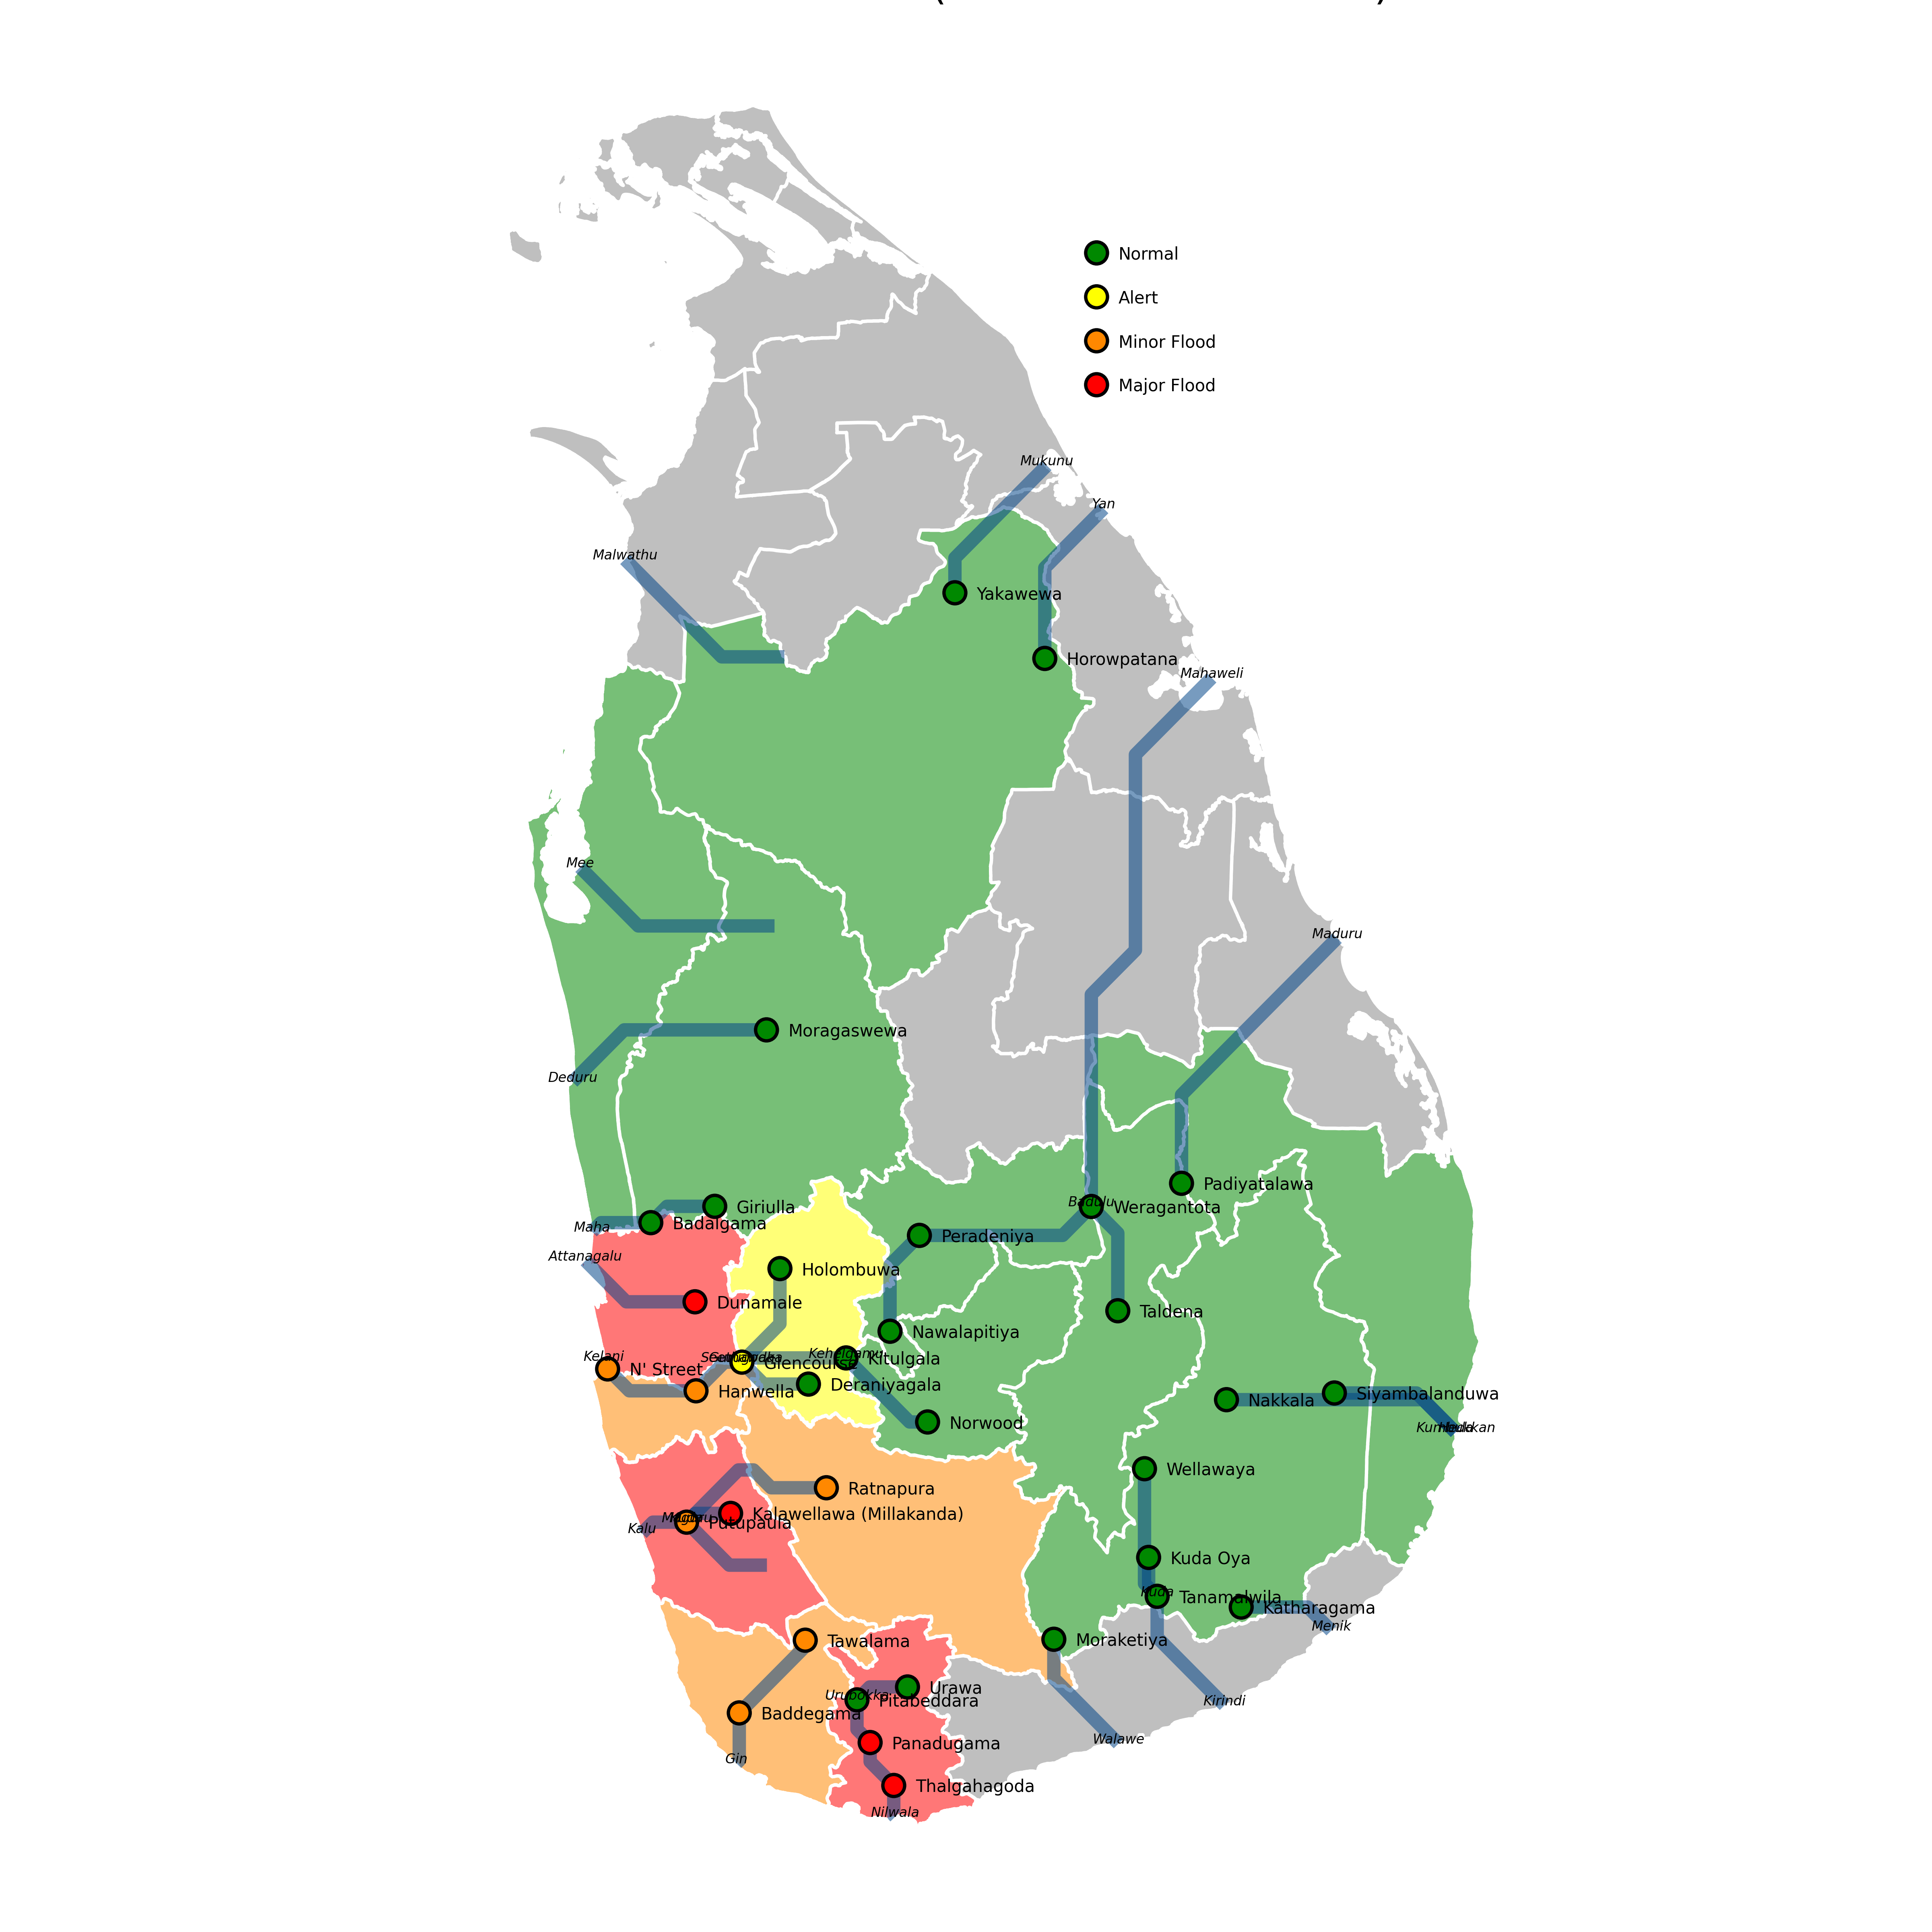 Normal
Alert
Minor Flood
Major Flood
Mukunu
Yan
Malwathu
Yakawewa
Horowpatana
Mahaweli
Mee
Maduru
Moragaswewa
Deduru
Padiyatalawa
Badulu
Weragantota
Giriulla
Badalgama
Maha
Peradeniya
Attanagalu
Holombuwa
Dunamale
Taldena
Nawalapitiya
Kelani
Kehelgamu
Kitulgala
Glencourse
N' Street
Deraniyagala
Hanwella
Siyambalanduwa
Nakkala
Norwood
Wellawaya
Ratnapura
Kalawellawa (Millakanda)
Putupaula
Kalu
Kuda Oya
Kuda
Tanamalwila
Katharagama
Menik
Moraketiya
Tawalama
Urawa
Urubokka
Pitabeddara
Kirindi
Baddegama
Walawe
Panadugama
Gin
Thalgahagoda
Nilwala